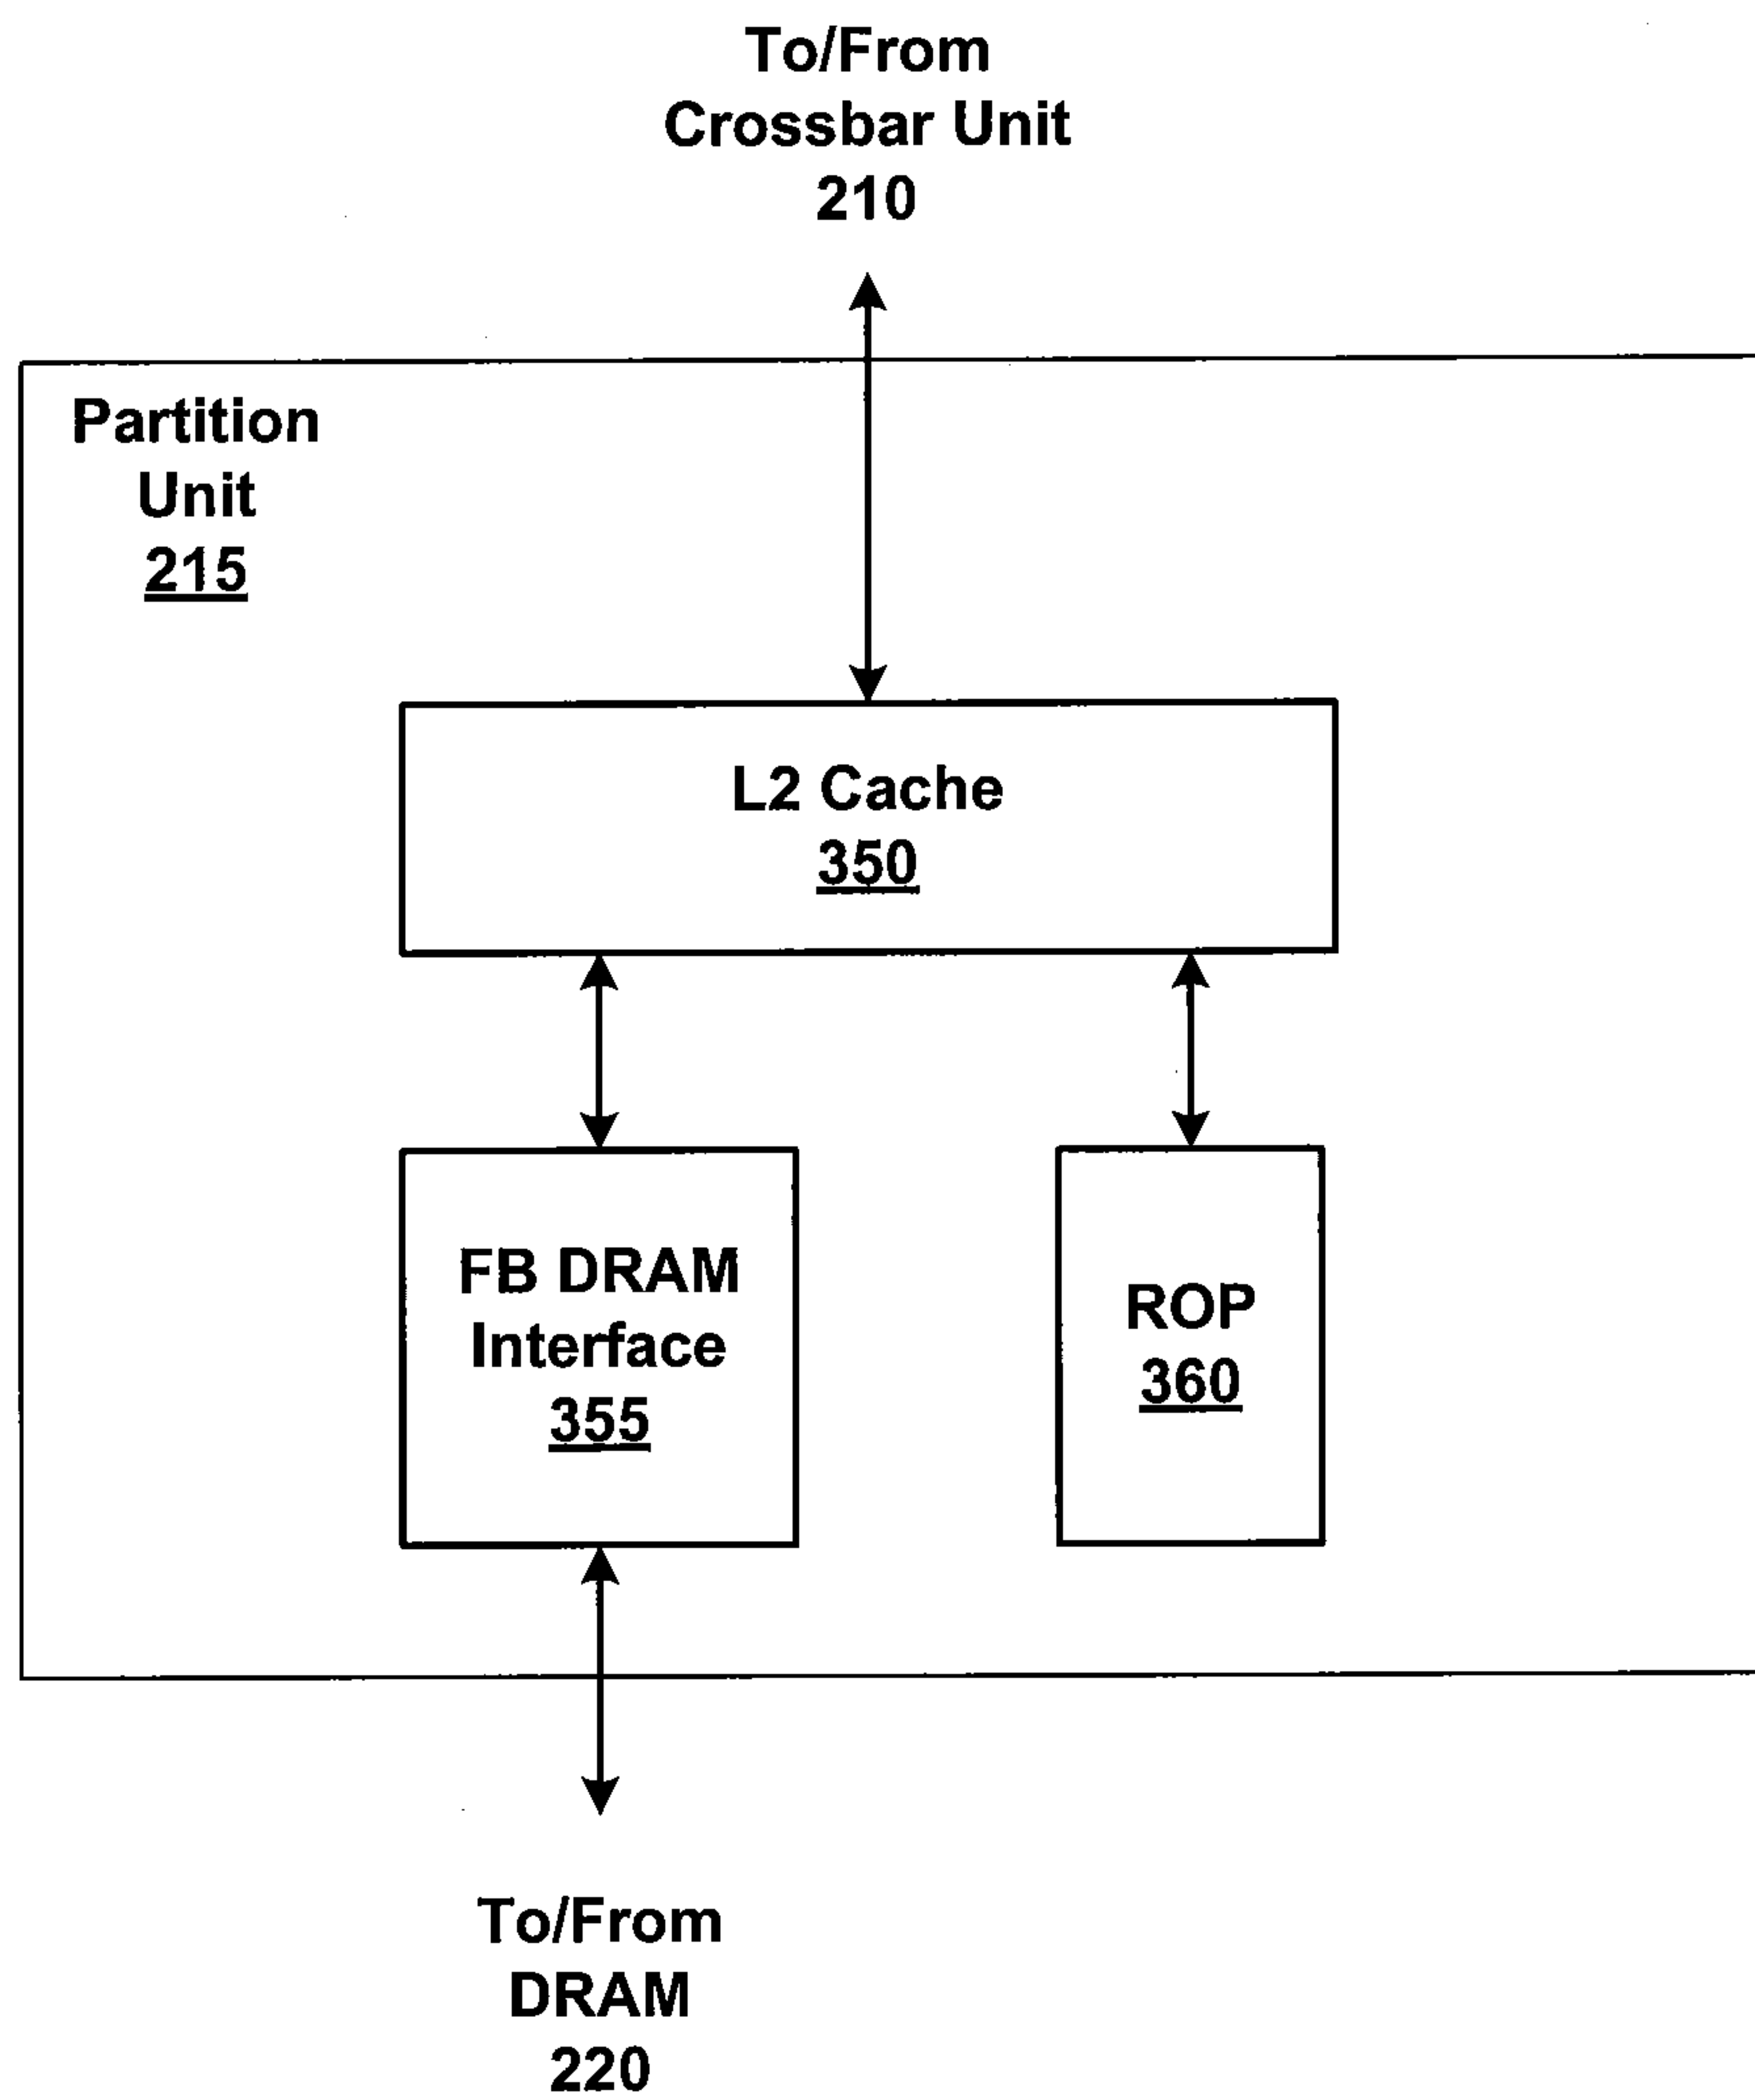 To/From
Crossbar Unit
210
Partition
Unit
215
L2 Cache
350
FB DRAM
Interface
355
ROP
360
To/From
DRAM
220